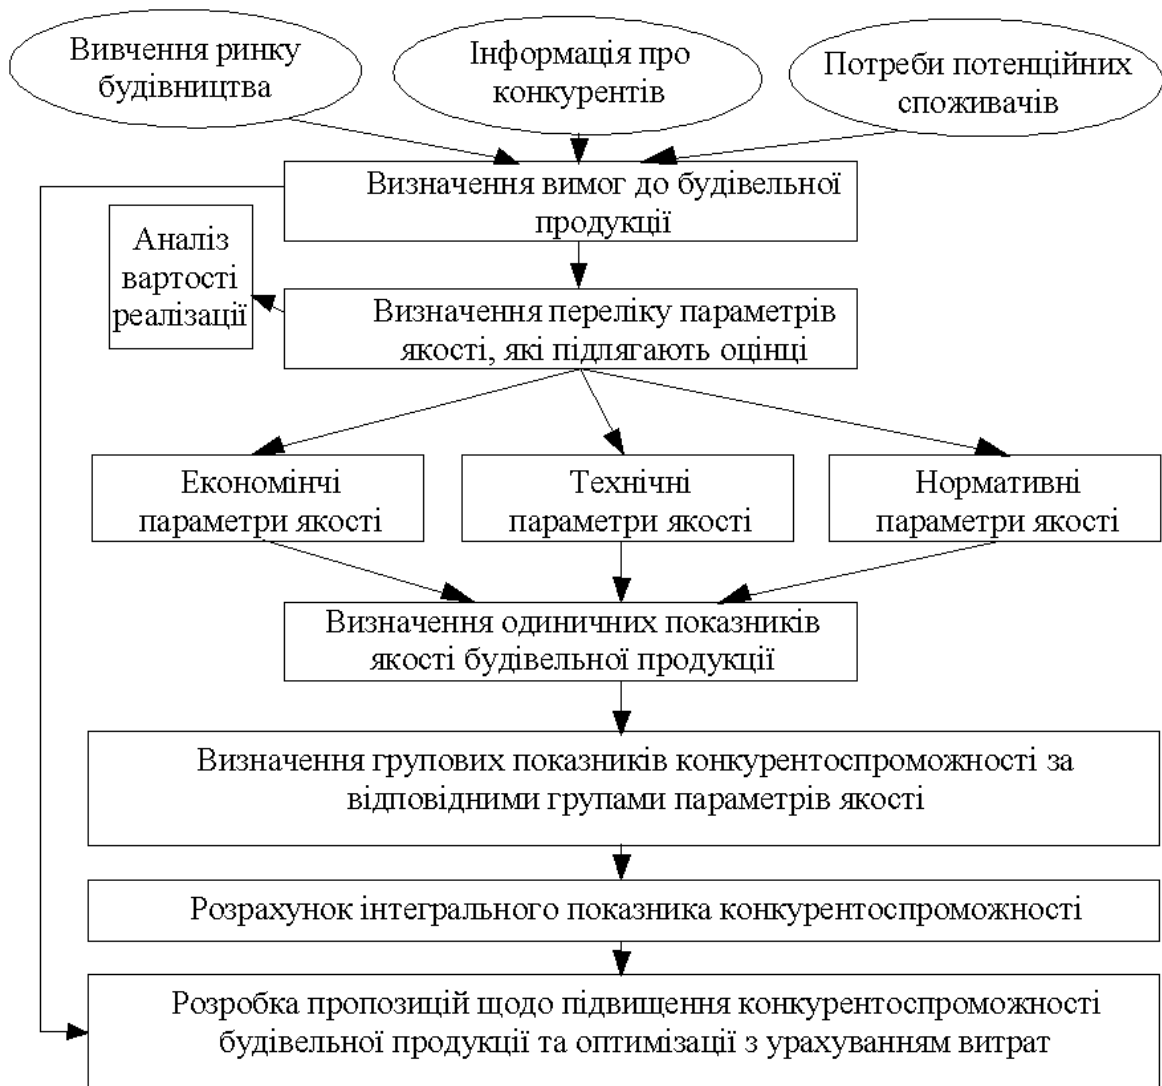 Вивчення ринку
будівництва
Інформація про
конкурентів
Потреби потенційних
споживачів
Визначення вимог до будівельної
продукції
Аналіз
вартості
реалізації
Визначення переліку параметрів
якості, які підлягають оцінці
Економінчі
параметри якості
Технічні
параметри якості
Нормативні
параметри якості
Визначення одиничних показників
якості будівельної продукції
Визначення групових показників конкурентоспроможності за
відповідними групами параметрів якості
Розрахунок інтегрального показника конкурентоспроможності
Розробка пропозицій щодо підвищення конкурентоспроможності
будівельної продукції та оптимізації з урахуванням витрат